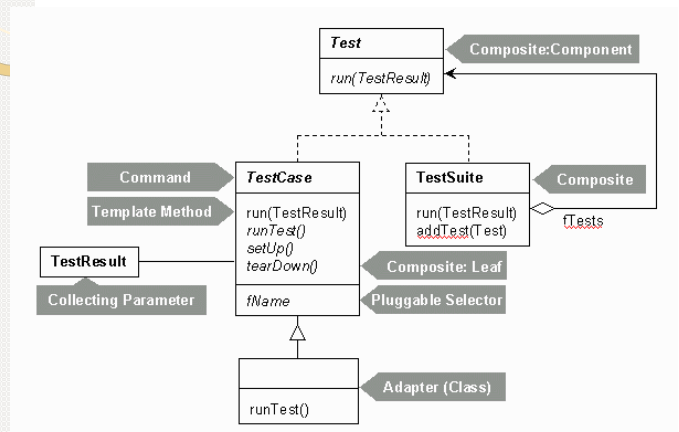 Test
Composite:Component
run(TestResult)
Command
TestCase
TestSuite
Composite
Template Method
run(TestResult)
runTest()
setUp()
tearDown()
run(TestResult)
addTest(Test)
fTests
TestResult
Composite: Leaf
Collecting Parameter
fName
Pluggable Selector
Adapter (Class)
runTest()